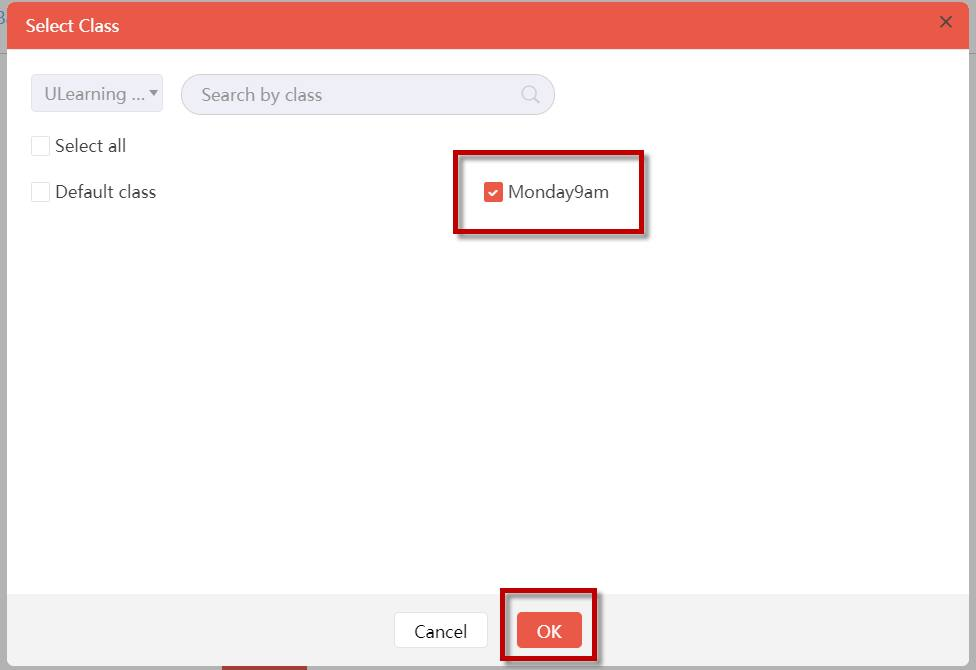 Select Class
ULearning ...
Search by class
Select all
Default class
Monday9am
Cancel
OK